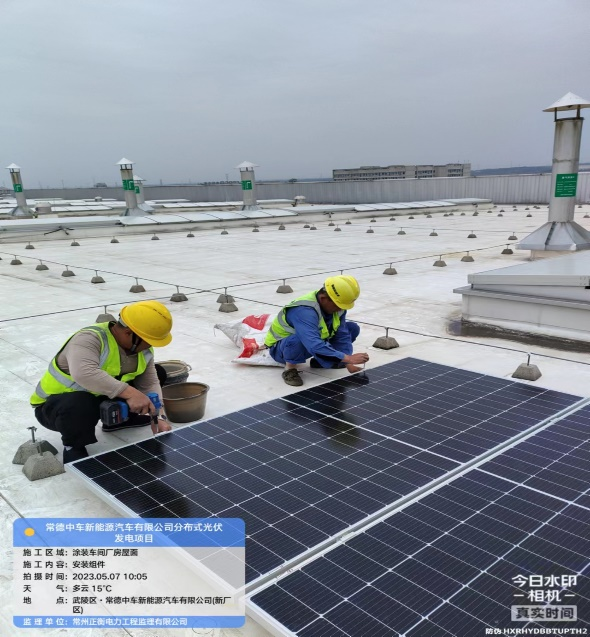 常德中车新能源汽车有限公司分布式光伏
发电项目
施工区域：涂装车间厂房屋面
施工内容：安装组件
拍摄时间：2023.05.07 10:05
天气：多云 15℃
地点：武陵区·常德中车新能源汽车有限公司(新厂
区)
监理单位：常州正衡电力工程监理有限公司
今日水印
相机
真实时间
防伪 HXRHYD6BTUPTH2